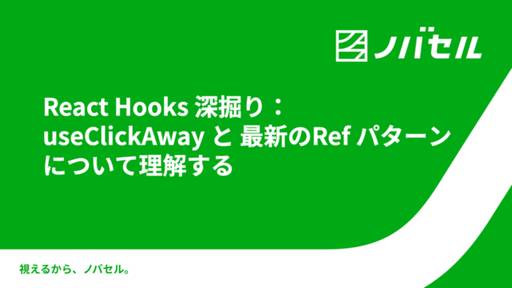 ノバセル
React Hooks 深掘り：
useClickAway と 最新のRef パターン
について理解する
視えるから、ノバセル。